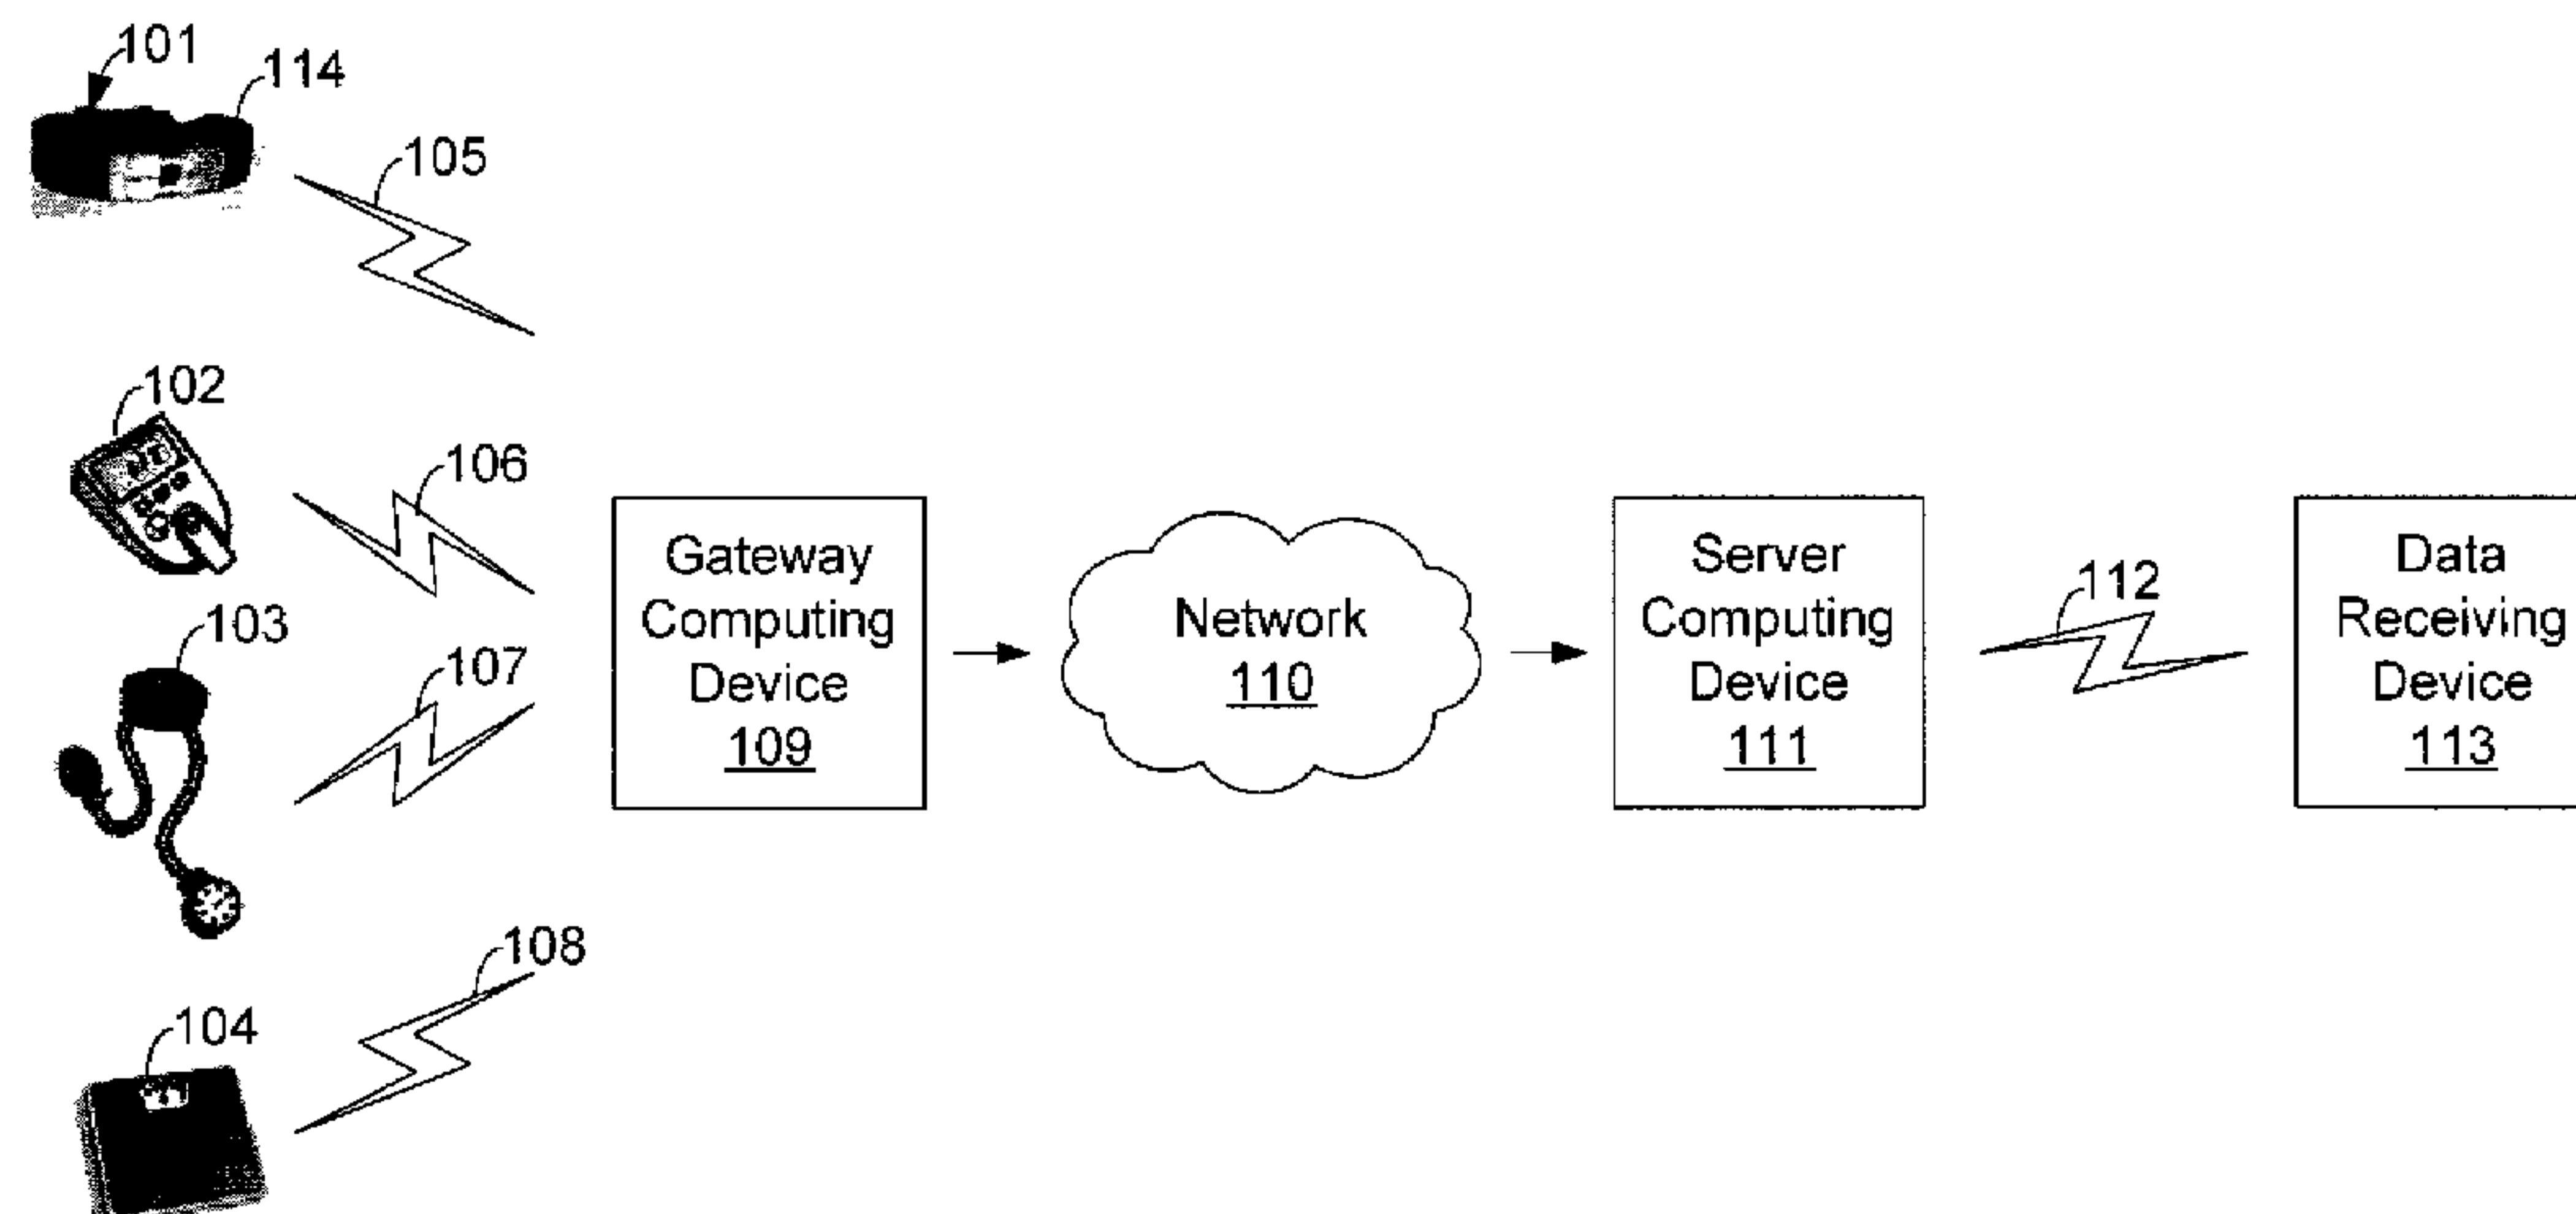 101
114
105
102
106
103
107
108
104
Gateway
Computing
Device
109
Network
110
Server
Computing
Device
111
112
Data
Receiving
Device
113